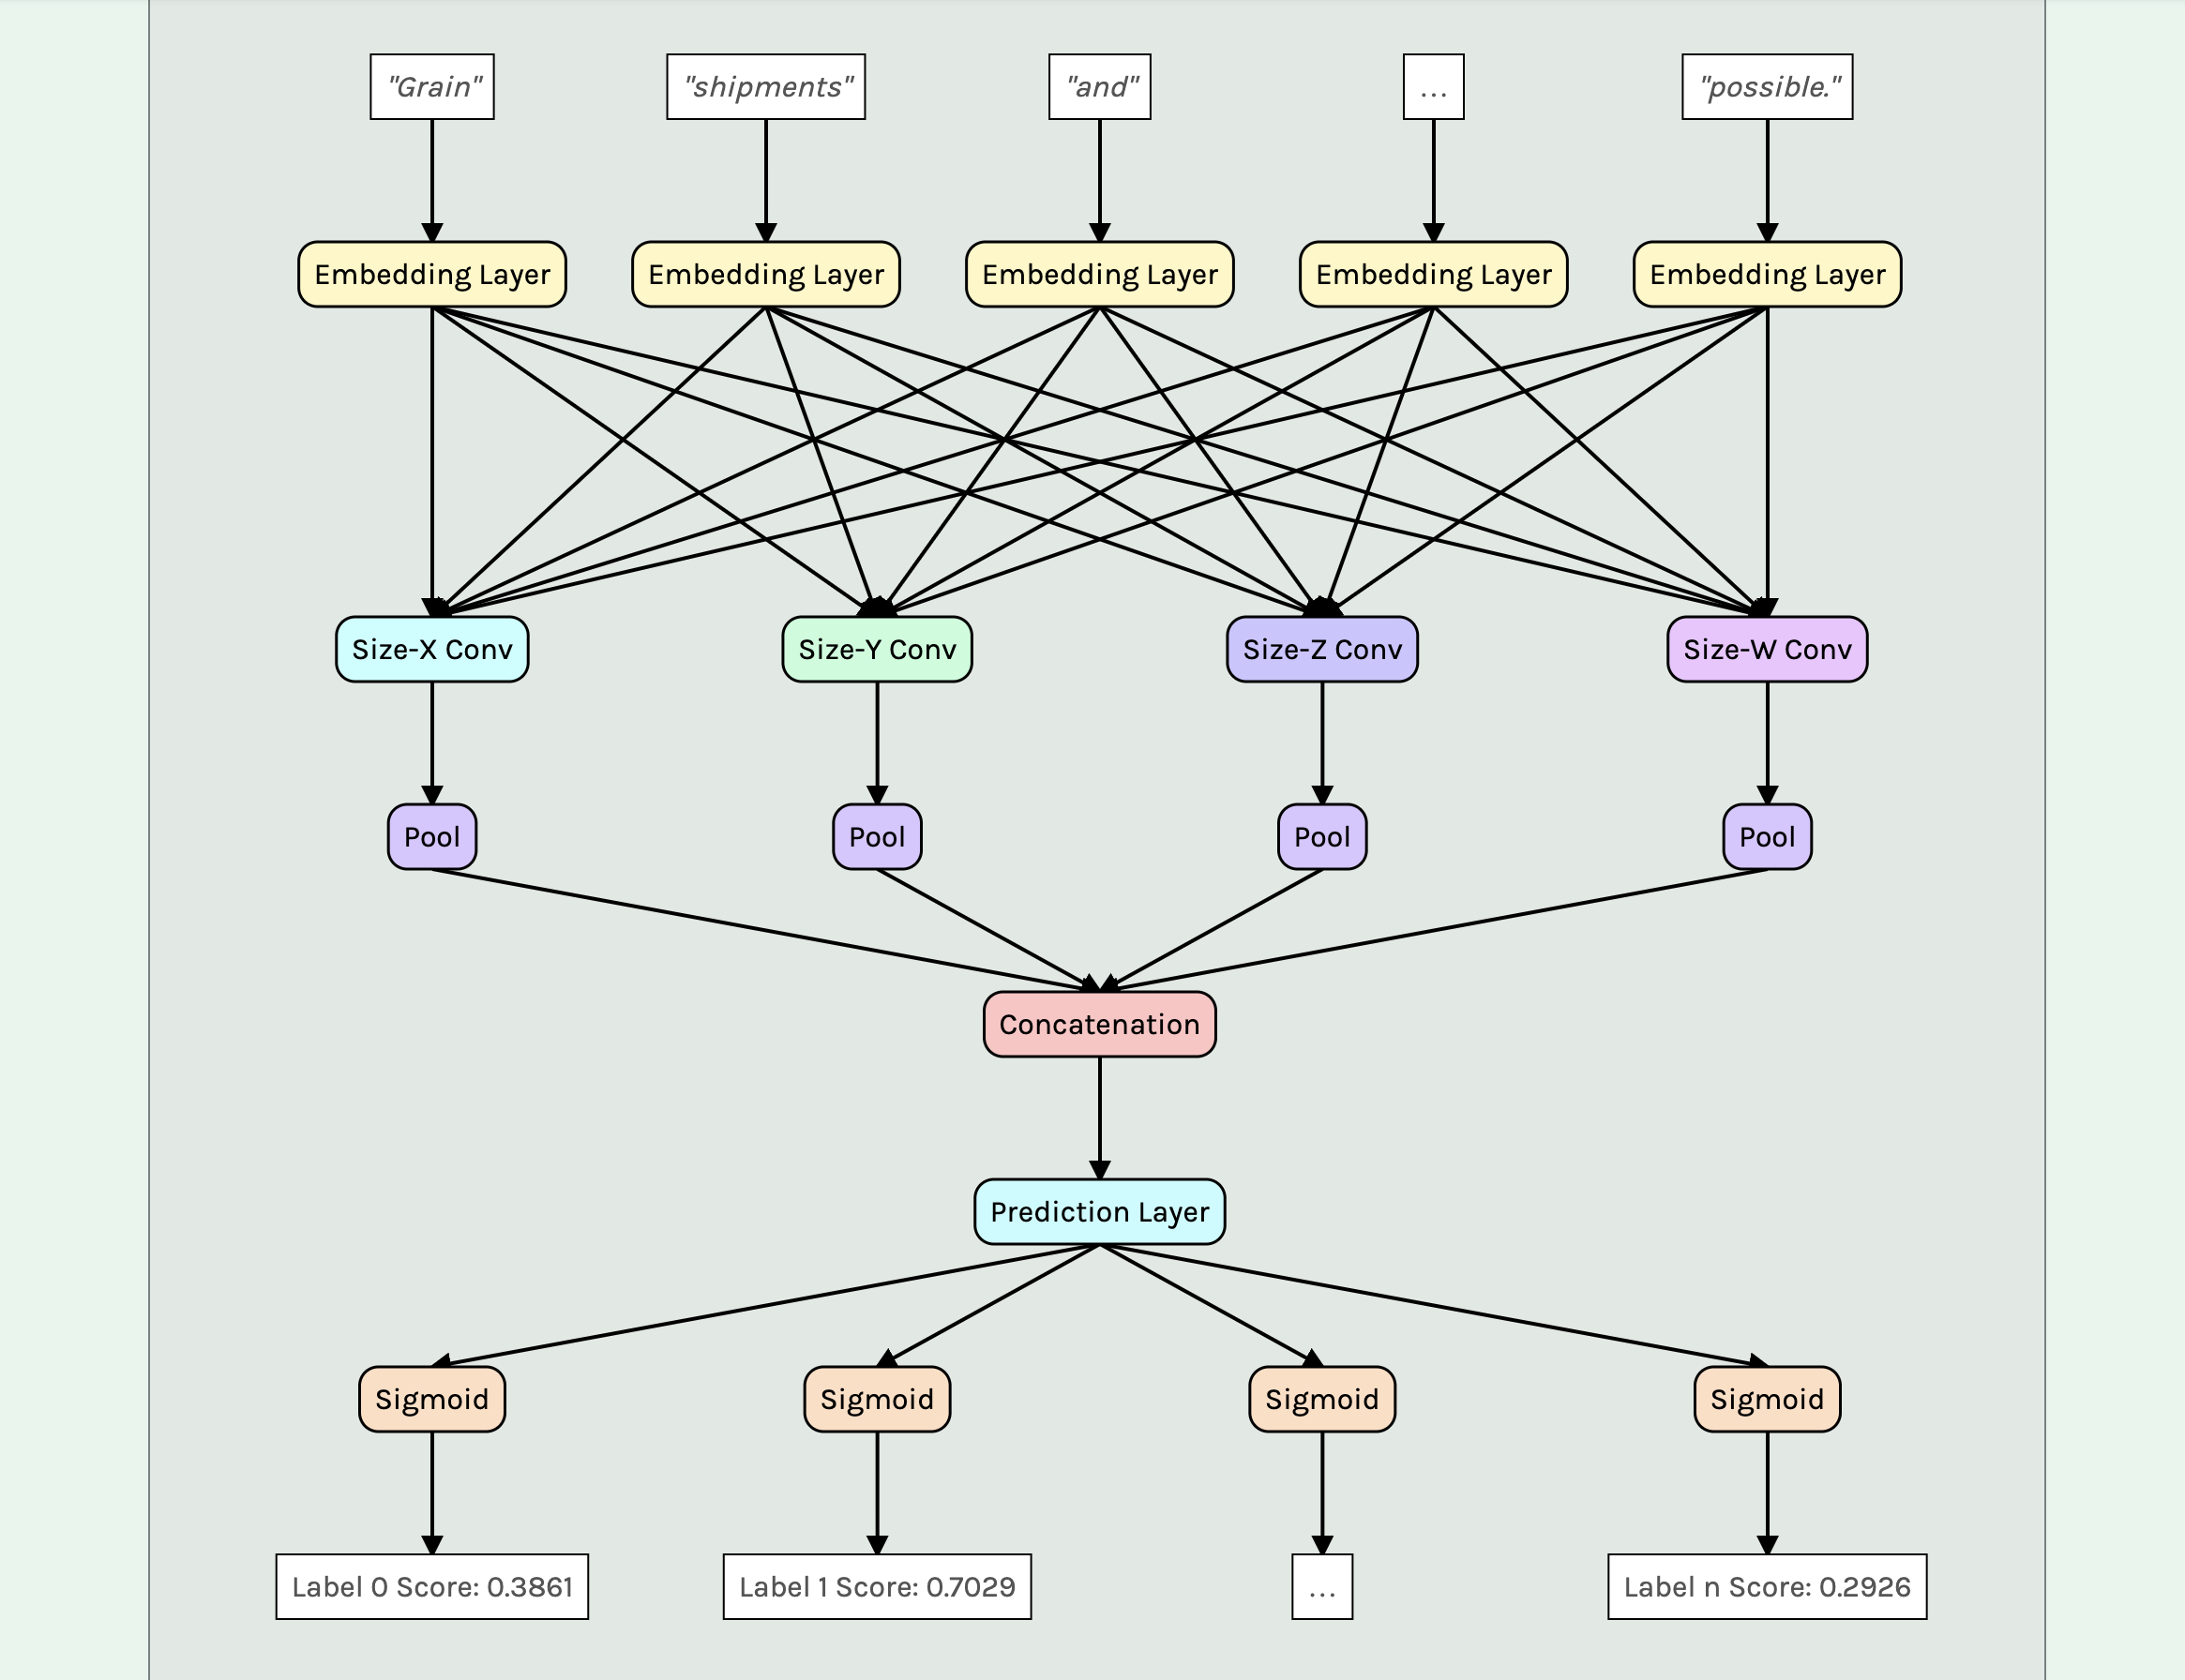 "Grain"
"shipments"
"and"
...
"possible."
Embedding Layer
Embedding Layer
Embedding Layer
Embedding Layer
Embedding Layer
Size-X Conv
Size-Y Conv
Size-Z Conv
Size-W Conv
Pool
Pool
Pool
Pool
Concatenation
Prediction Layer
Sigmoid
Sigmoid
Sigmoid
Sigmoid
Label 0 Score: 0.3861
Label 1 Score: 0.7029
...
Label n Score: 0.2926